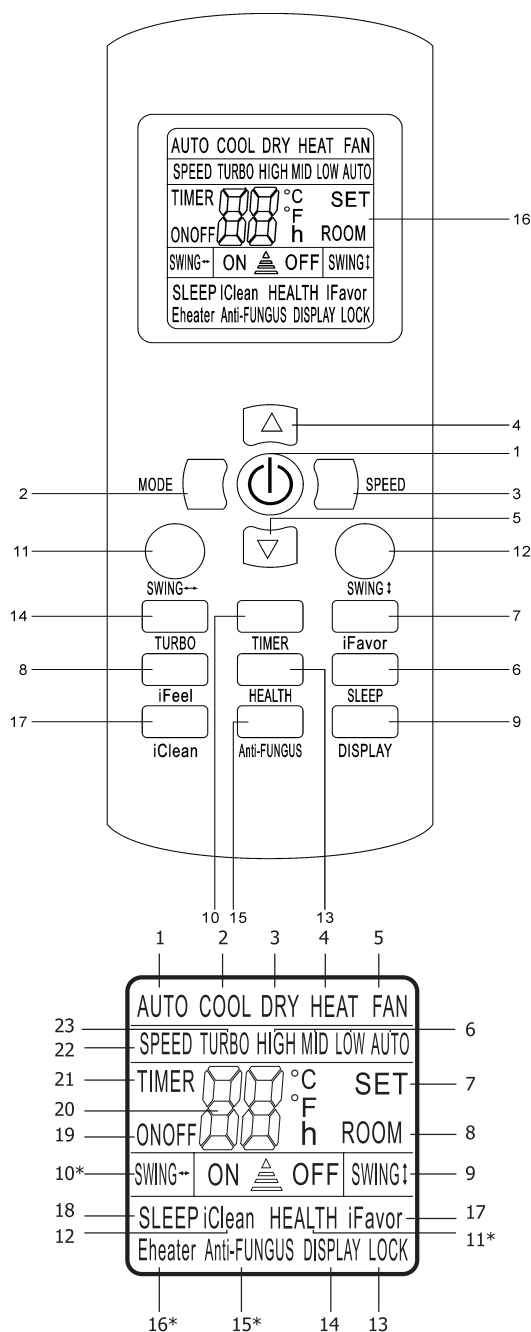 AUTO COOL DRY HEAT FAN
SPEED TURBO HIGH MID LOW AUTO
TIMER 88 °C SET
°F
ONOFF h ROOM
16
SWING↔ ON OFF SWING↕
SLEEP IClean HEALTH IFavor
Eheater Anti-FUNGUS DISPLAY LOCK
4
1
2 MODE SPEED 3
5
11 12
SWING↔ SWING↕
14 7
TURBO TIMER iFavor
8 6
iFeel HEALTH SLEEP
17 9
iClean Anti-FUNGUS DISPLAY
10 15 13
1 2 3 4 5
AUTO COOL DRY HEAT FAN
23 6
22 SPEED TURBO HIGH MID LOW AUTO
21 TIMER 88 °C SET 7
20 °F
19 ONOFF h ROOM 8
10* SWING↔ ON OFF SWING↕ 9
18 SLEEP iClean HEALTH iFavor 17
12 11*
Eheater Anti-FUNGUS DISPLAY LOCK
16* 15* 14 13